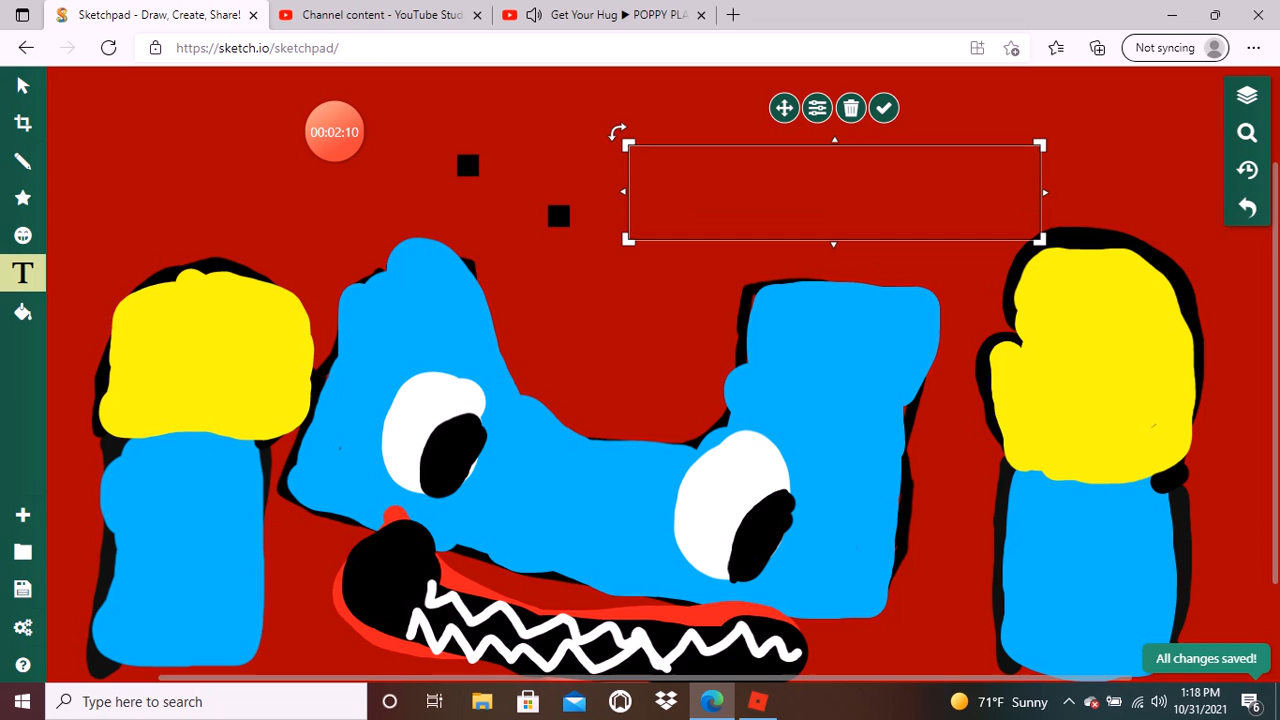 Sketchpad - Draw, Create, Share!
Channel content - YouTube Stud
Get Your Hug ▶ POPPY PLA
https://sketch.io/sketchpad/
Not syncing
00:02:10
T
All changes saved!
Type here to search
71°F Sunny
1:18 PM
10/31/2021
6